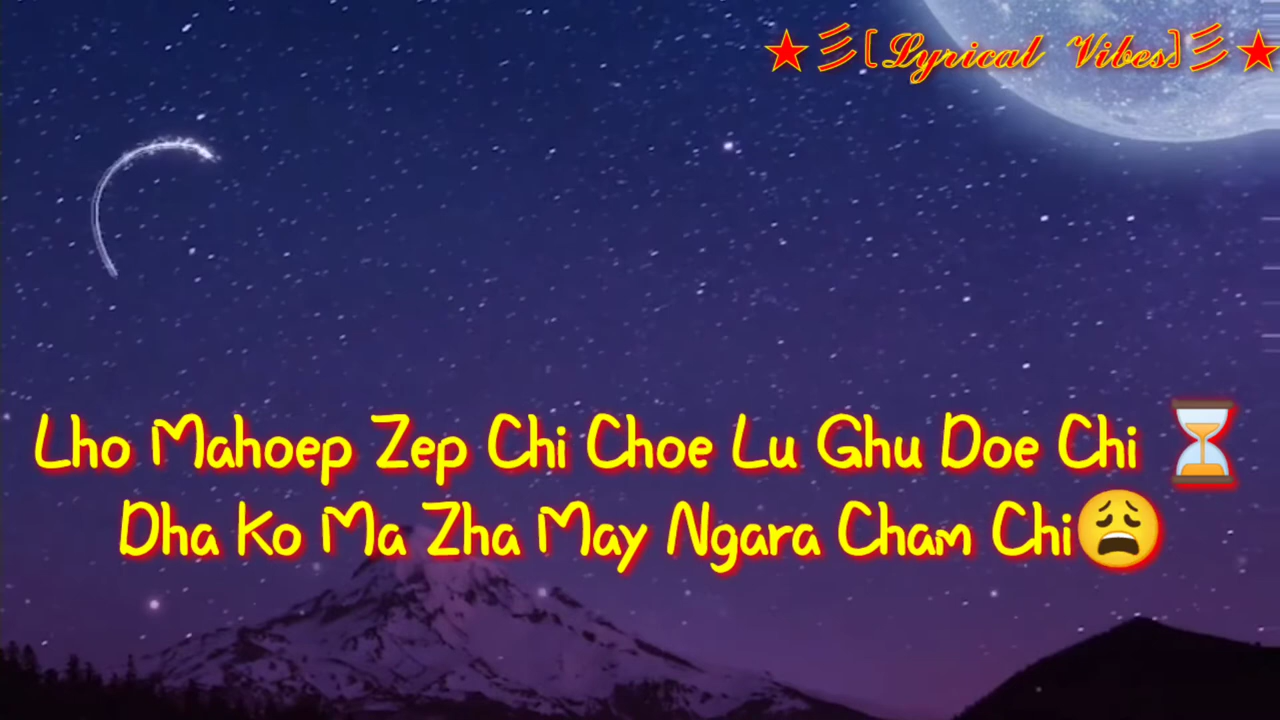 ★彡[Lyrical Vibes]彡★
Lho Mahoep Zep Chi Choe Lu Ghu Doe Chi ⏳
Dha Ko Ma Zha May Ngara Cham Chi😩